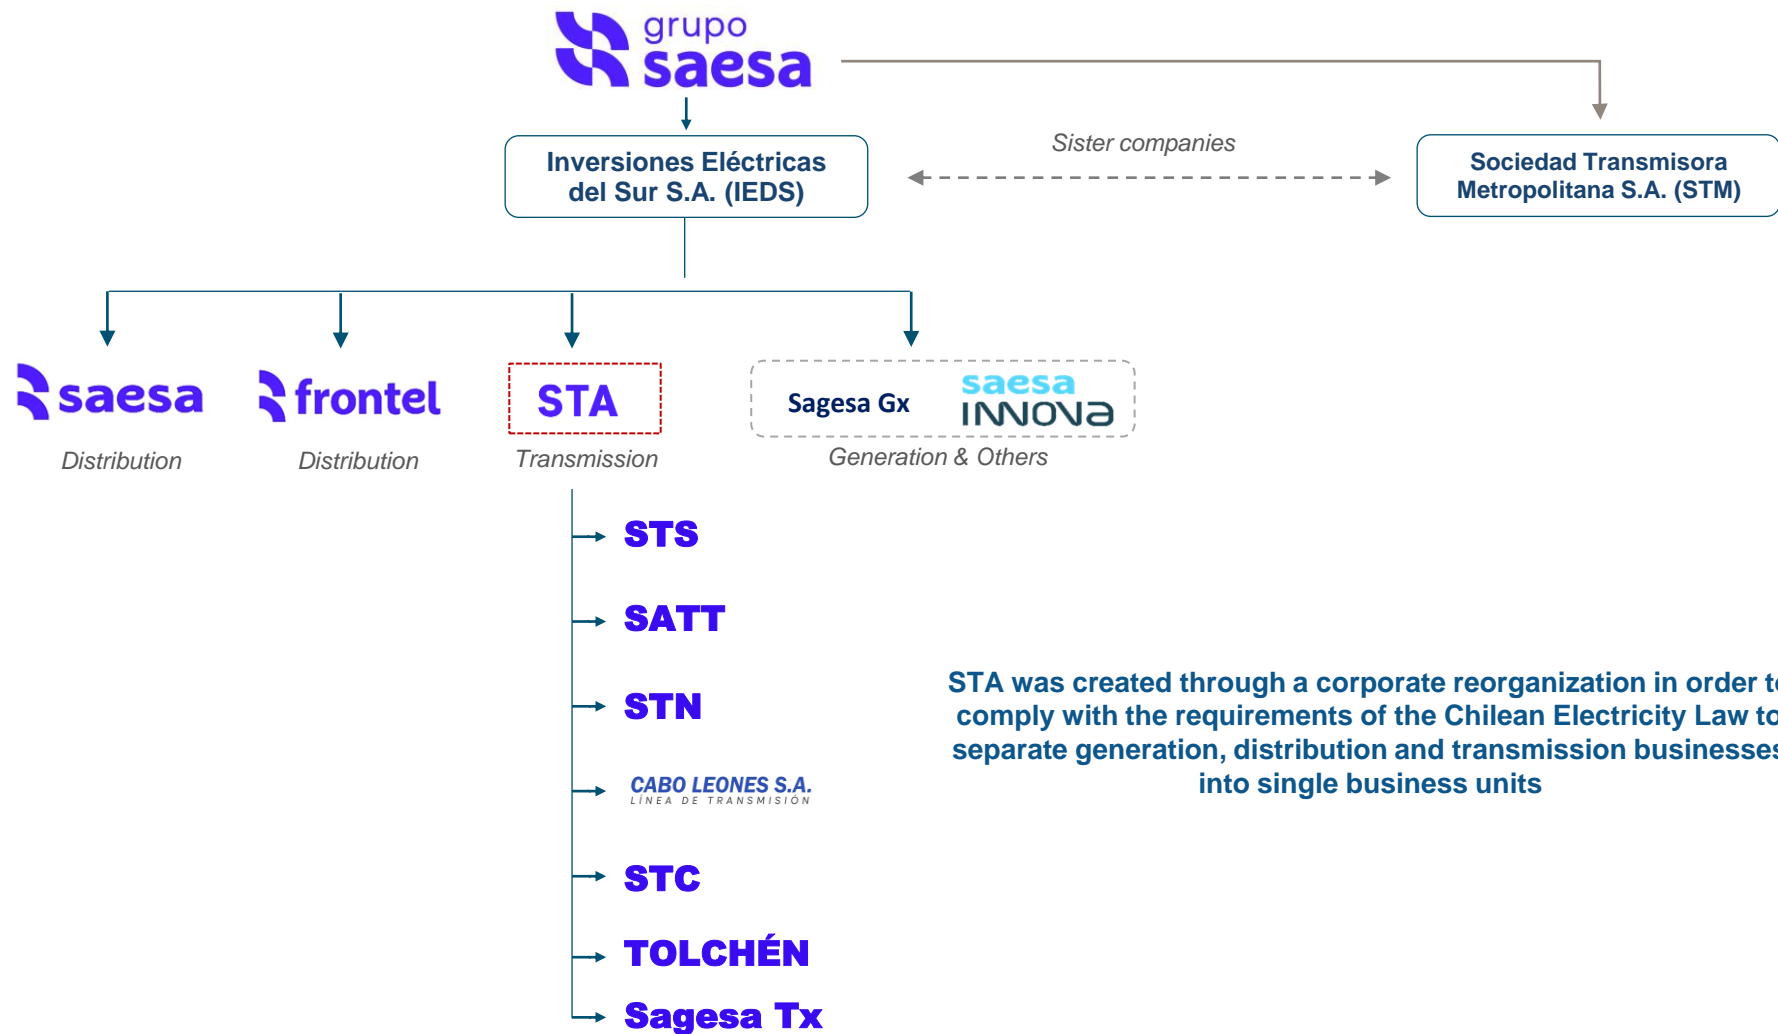 grupo
saesa
Inversiones Eléctricas
del Sur S.A. (IEDS)
Sister companies
Sociedad Transmisora
Metropolitana S.A. (STM)
saesa
Distribution
frontel
Distribution
STA
Transmission
Sagesa Gx
saesa
INNOVA
Generation & Others
STS
SATT
STN
CABO LEONES S.A.
LÍNEA DE TRANSMISIÓN
STC
TOLCHÉN
Sagesa Tx
STA was created through a corporate reorganization in order to
comply with the requirements of the Chilean Electricity Law to
separate generation, distribution and transmission businesses
into single business units